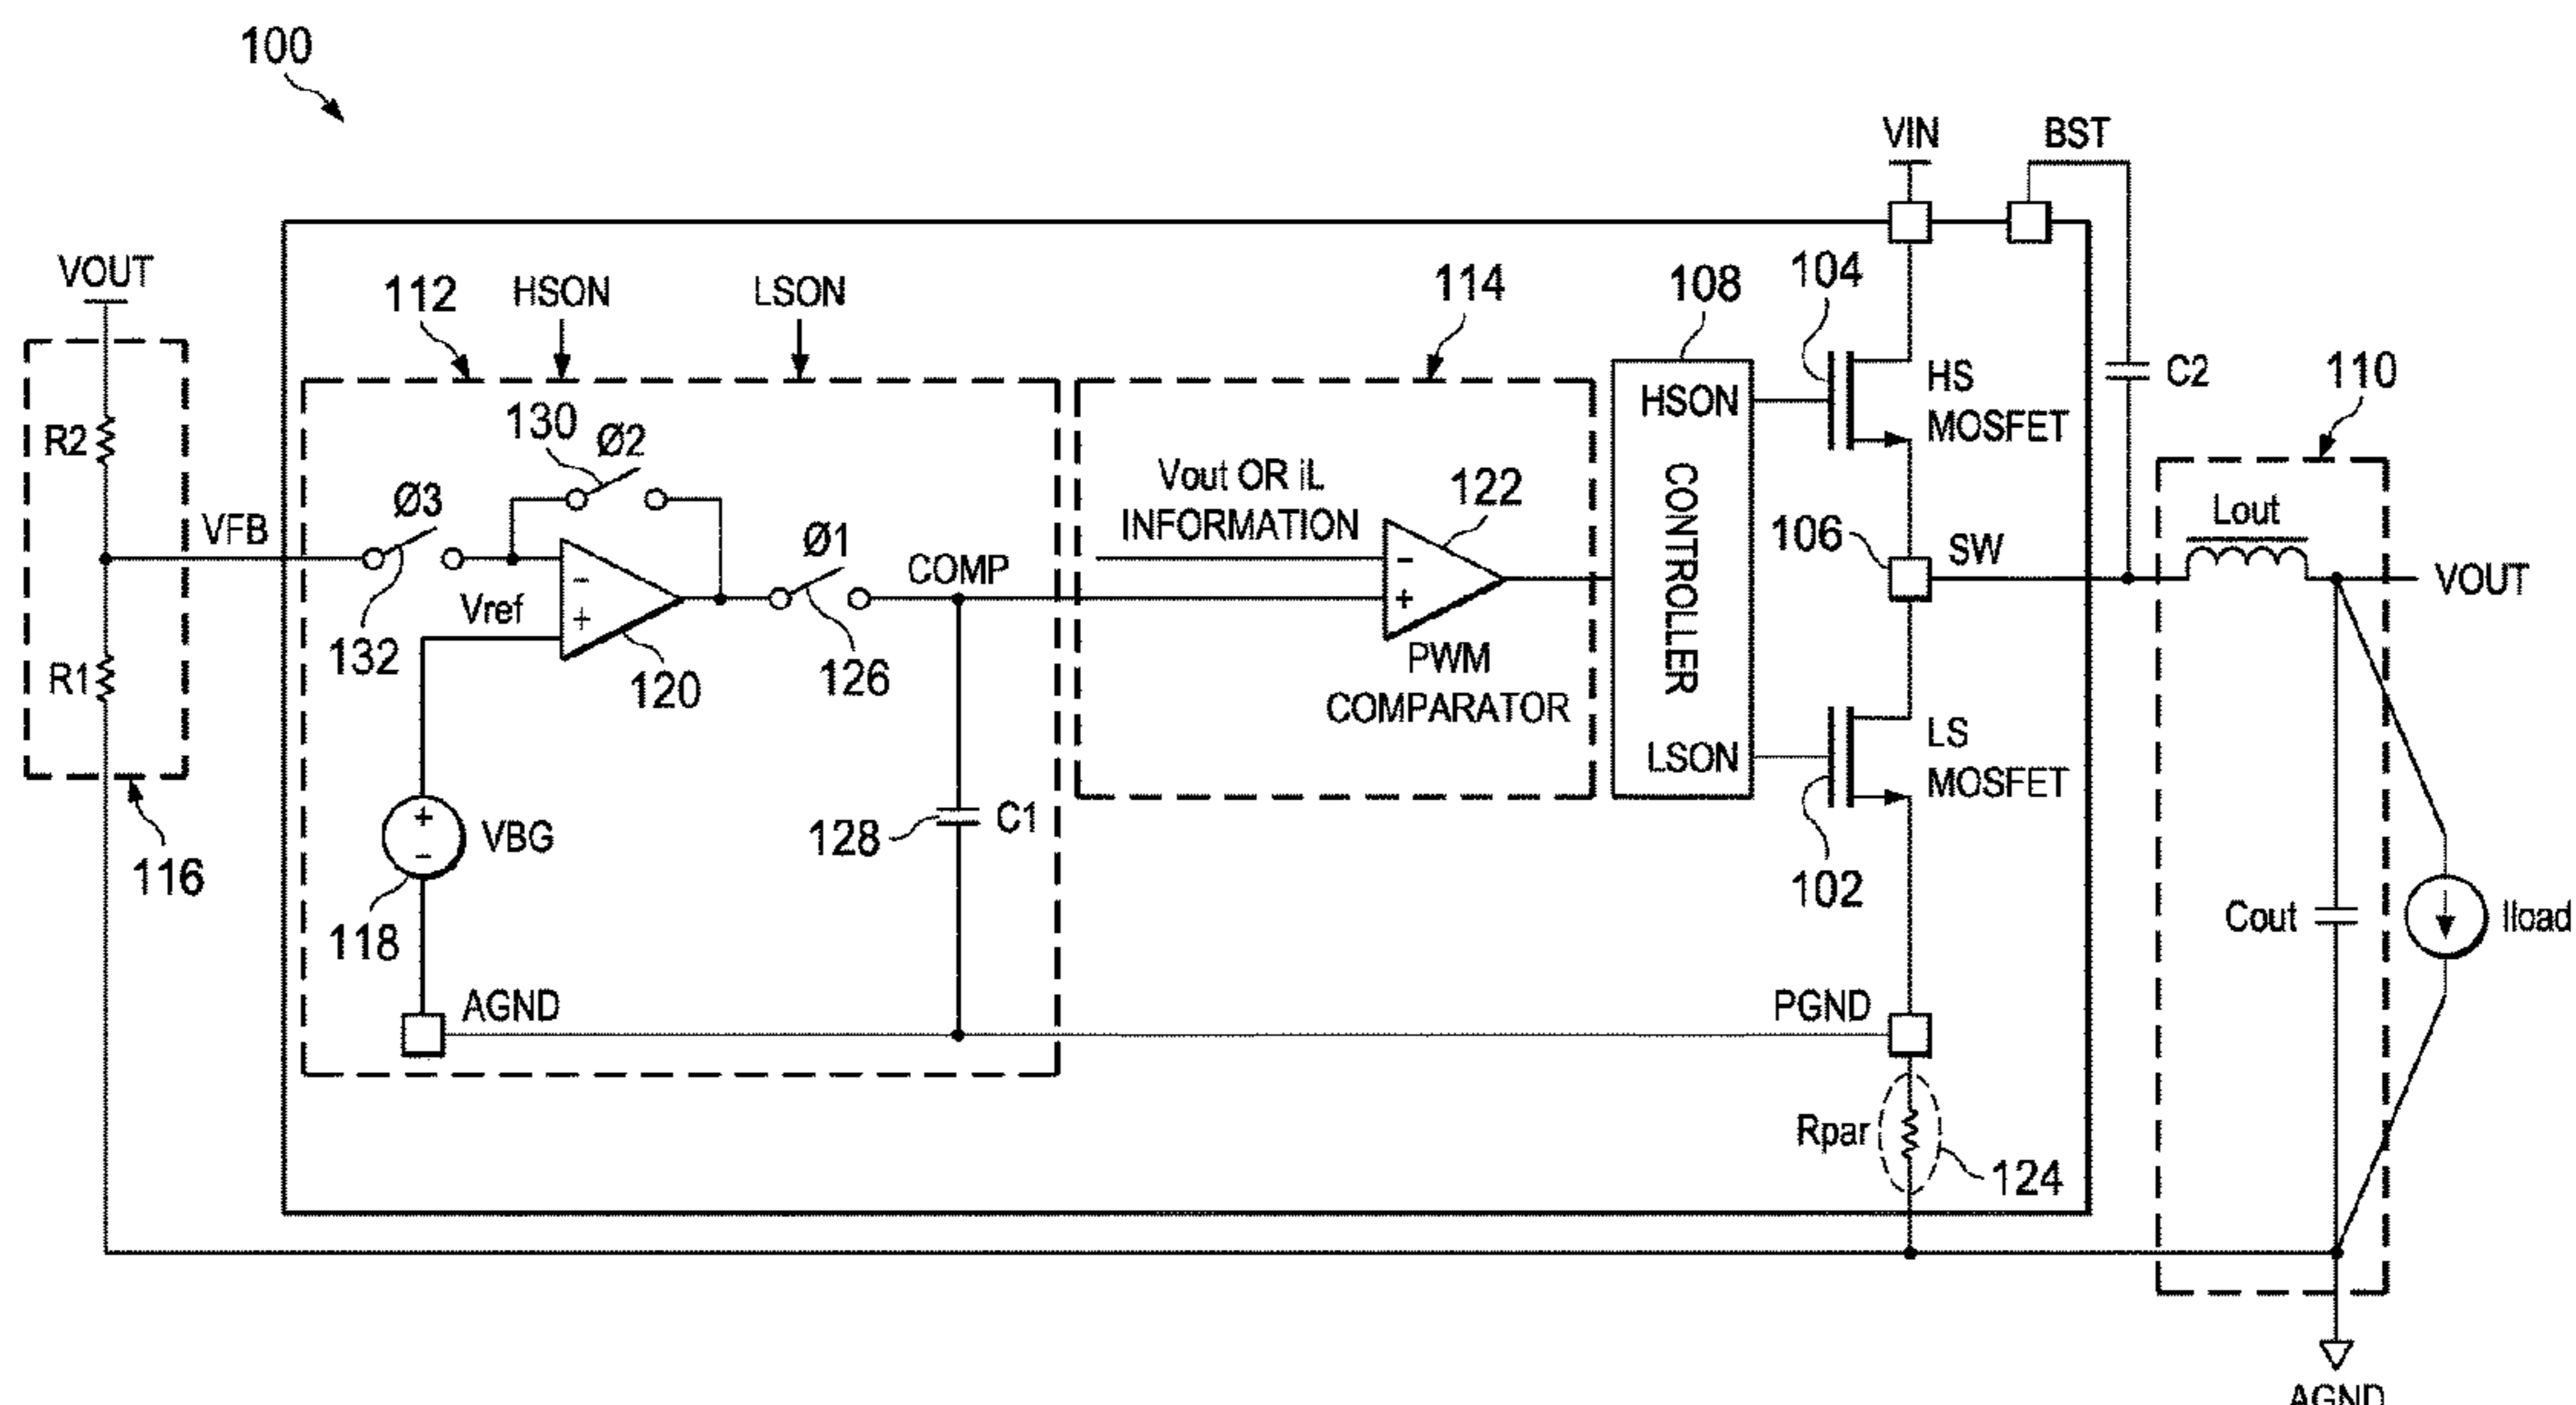 100
VIN
BST
VOUT
112
HSON
LSON
114
108
104
HSON
HS
MOSFET
C2
110
R2
130
Ø2
Vout OR iL
INFORMATION
122
CONTROLLER
Ø3
VFB
Ø1
COMP
106
SW
Lout
VOUT
-
+
-
+
Vref
132
120
126
PWM
COMPARATOR
R1
LSON
LS
MOSFET
+
-
VBG
128
C1
116
118
102
Cout
Iload
AGND
PGND
Rpar
124
AGND